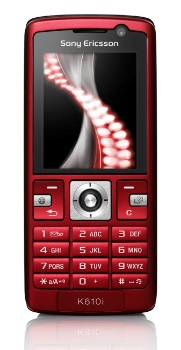 Sony Ericsson
C
1
2 ABC
3 DEF
4 GHI
5 JKL
6 MNO
7 PQRS
8 TUV
9 WXYZ
* a/A
0 +
#
K610i